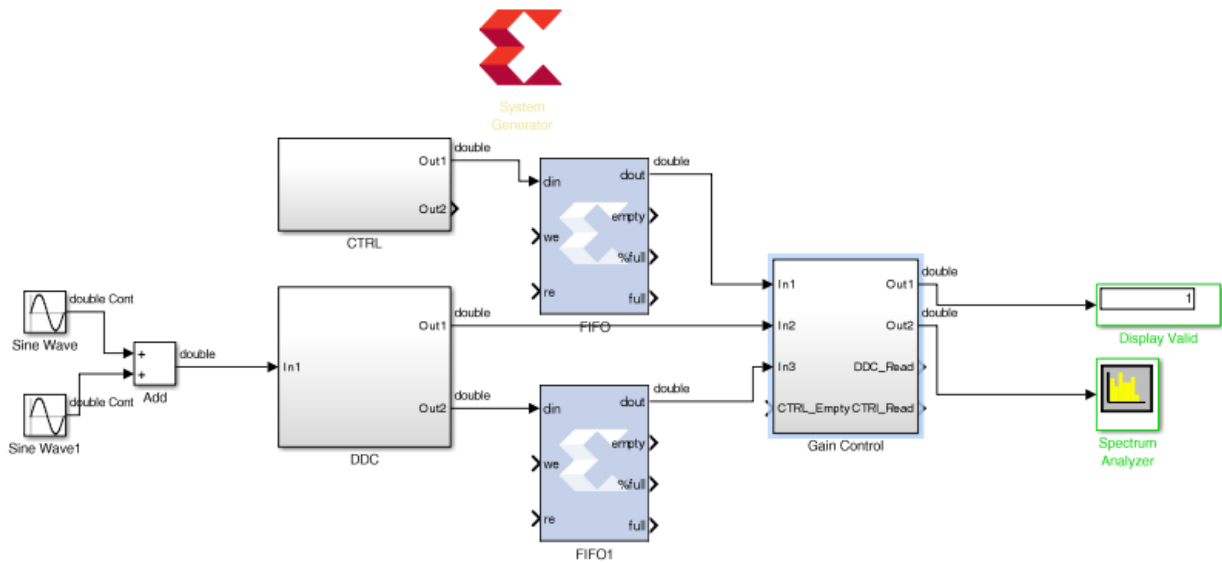 System
Generator
double
double
Out1
din
dout
Out2
empty
CTRL
we
%full
double
In1
Out1
re
full
1
double Cont
FIFO
double
Out1
In2
Out2
Display Valid
Sine Wave
+
double
double
In1
In3
DDC_Read
+
double
Add
double Cont
Out2
din
dout
CTRL_Empty
CTRl_Read
Sine Wave1
empty
Gain Control
Spectrum
Analyzer
DDC
we
%full
re
full
FIFO1